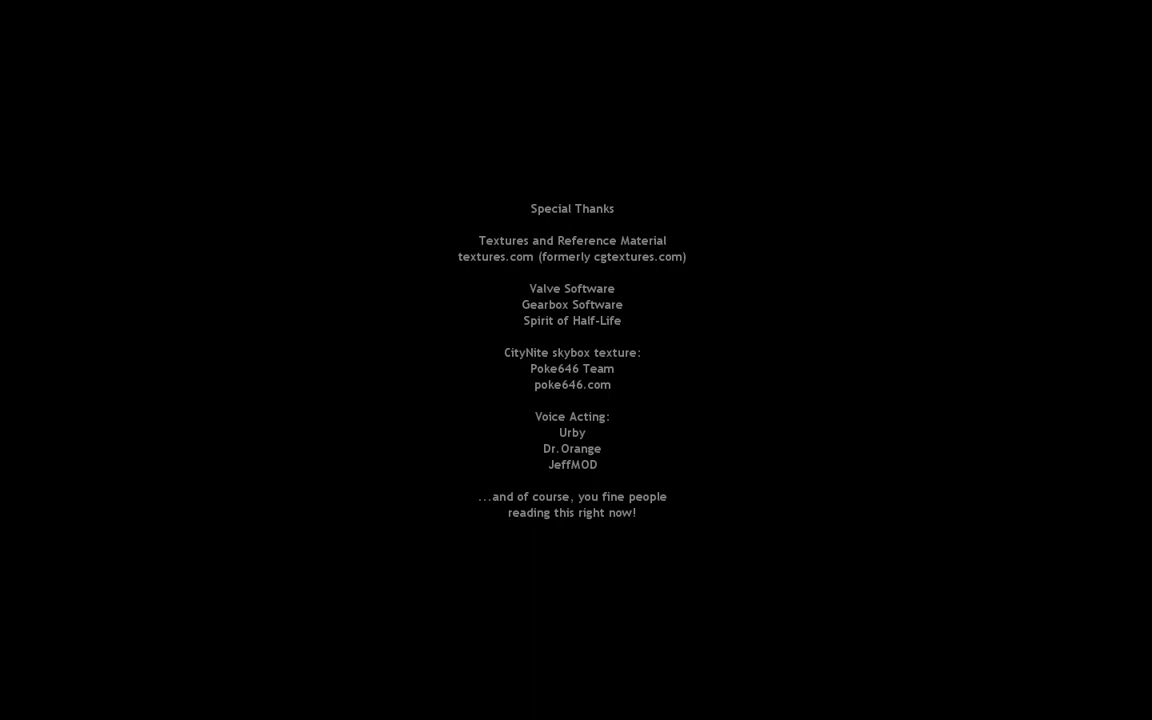 Special Thanks
Textures and Reference Material
textures.com (formerly cgtextures.com)
Valve Software
Gearbox Software
Spirit of Half-Life
CityNite skybox texture:
Poke646 Team
poke646.com
Voice Acting:
Urby
Dr.Orange
JeffMOD
...and of course, you fine people
reading this right now!